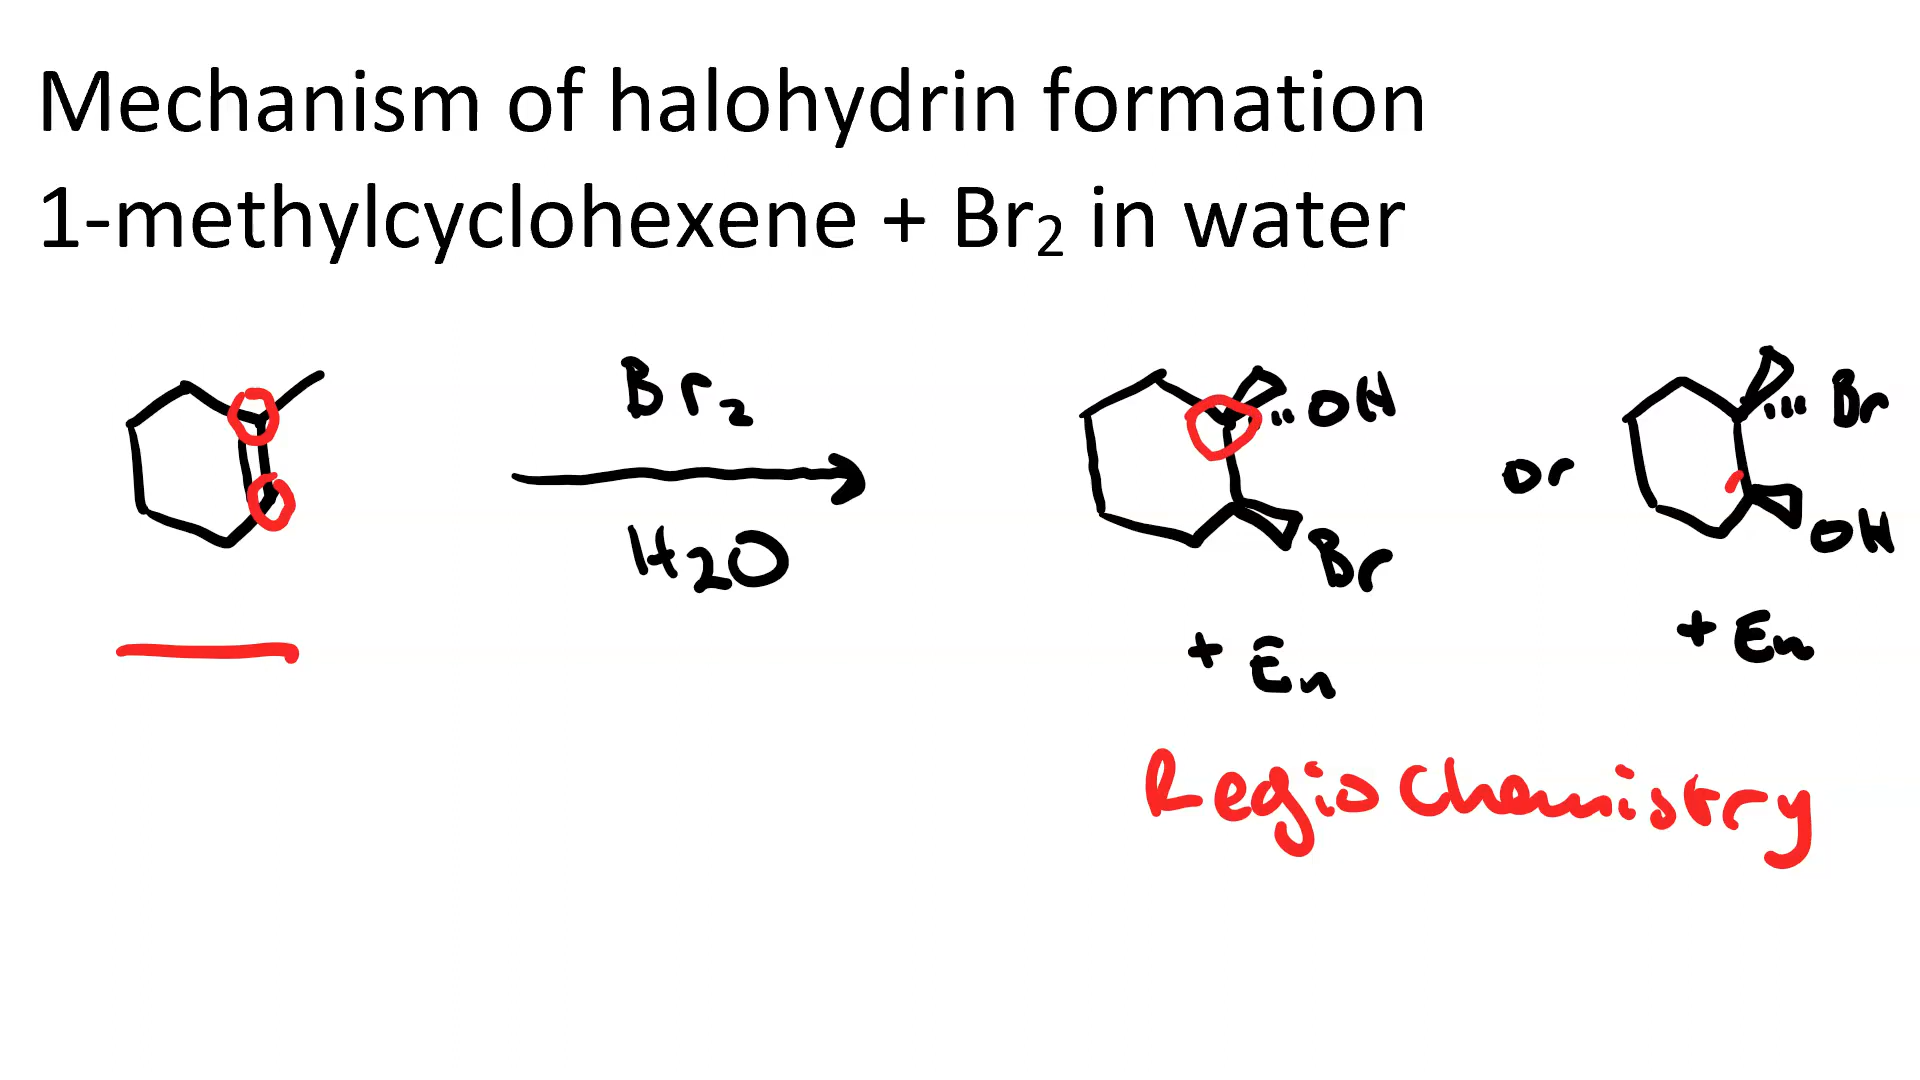 Mechanism of halohydrin formation
1-methylcyclohexene + Br₂ in water
Br₂
H₂O
OH
Br
+ En
or
Br
OH
+ En
Regiochemistry